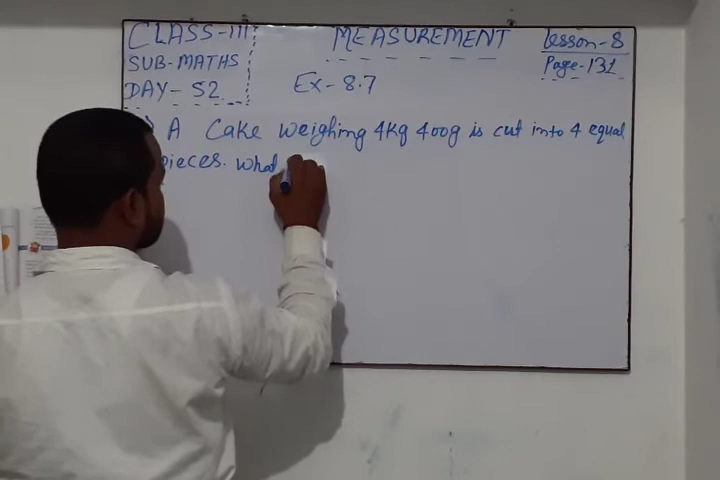 CLASS-III
SUB-MATHS
DAY- 52
MEASUREMENT
Ex- 8.7
Lesson-8
Page-131
A Cake weighing 4kg 400g is cut into 4 equal
pieces. What